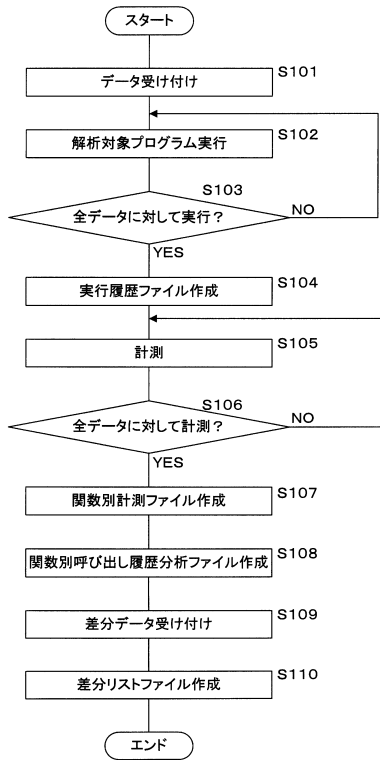 スタート
データ受け付け
S101
解析対象プログラム実行
S102
S103
全データに対して実行？
NO
YES
実行履歴ファイル作成
S104
計測
S105
S106
全データに対して計測？
NO
YES
関数別計測ファイル作成
S107
関数別呼び出し履歴分析ファイル作成
S108
差分データ受け付け
S109
差分リストファイル作成
S110
エンド